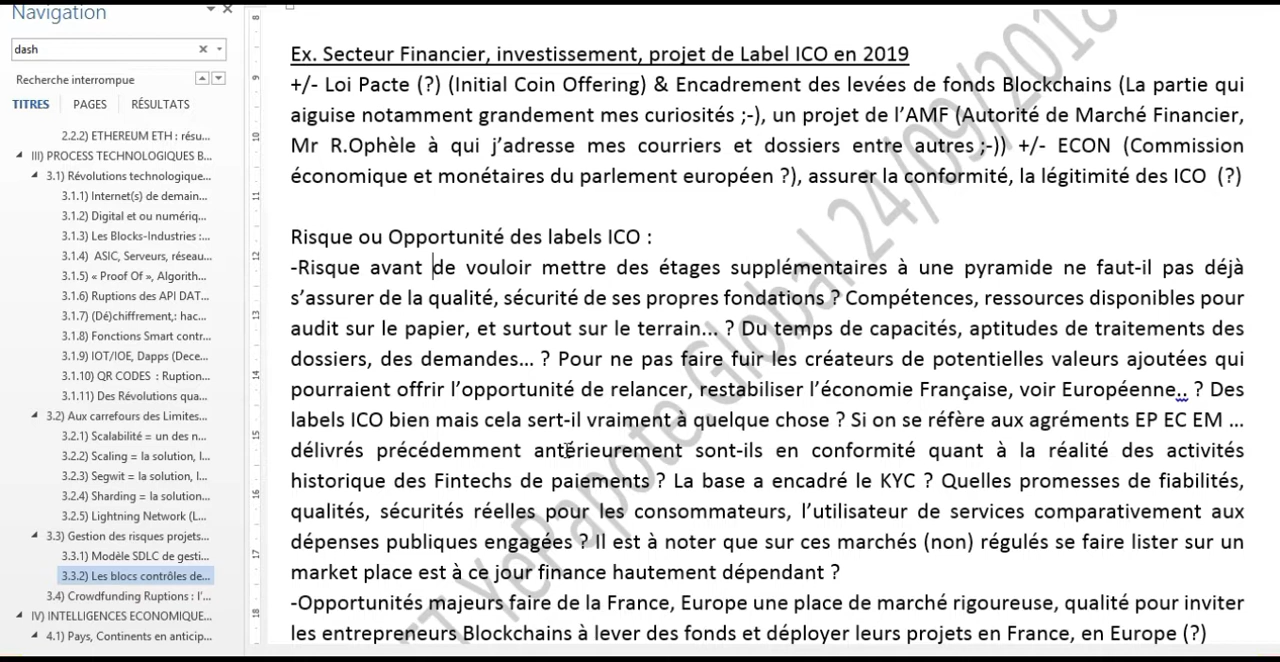 Navigation
dash
Recherche interrompue
TITRES PAGES RÉSULTATS
2.2.2) ETHEREUM ETH : résu...
III) PROCESS TECHNOLOGIQUES B...
3.1) Révolutions technologique...
3.1.1) Internet(s) de demain...
3.1.2) Digital et ou numériq...
3.1.3) Les Blocks-Industries :...
3.1.4) ASIC, Serveurs, réseau...
3.1.5) « Proof Of », Algorith...
3.1.6) Ruptions des API DAT...
3.1.7) (Dé)chiffrement,: hac...
3.1.8) Fonctions Smart contr...
3.1.9) IOT/IOE, Dapps (Dece...
3.1.10) QR CODES : Ruption...
3.1.11) Des Révolutions qua...
3.2) Aux carrefours des Limites...
3.2.1) Scalabilité = un des n...
3.2.2) Scaling = la solution, l...
3.2.3) Segwit = la solution, l...
3.2.4) Sharding = la solution...
3.2.5) Lightning Network (L...
3.3) Gestion des risques projets...
3.3.1) Modèle SDLC de gesti...
3.3.2) Les blocs contrôles de...
3.4) Crowdfunding Ruptions : l'...
IV) INTELLIGENCES ECONOMIQUE...
4.1) Pays, Continents en anticip...
8
9
10
11
12
13
14
15
16
17
18
Ex. Secteur Financier, investissement, projet de Label ICO en 2019
+/- Loi Pacte (?) (Initial Coin Offering) & Encadrement des levées de fonds Blockchains (La partie qui
aiguise notamment grandement mes curiosités ;-), un projet de l'AMF (Autorité de Marché Financier,
Mr R.Ophèle à qui j'adresse mes courriers et dossiers entre autres ;-)) +/- ECON (Commission
économique et monétaires du parlement européen ?), assurer la conformité, la légitimité des ICO (?)
Risque ou Opportunité des labels ICO :
-Risque avant de vouloir mettre des étages supplémentaires à une pyramide ne faut-il pas déjà
s'assurer de la qualité, sécurité de ses propres fondations ? Compétences, ressources disponibles pour
audit sur le papier, et surtout sur le terrain... ? Du temps de capacités, aptitudes de traitements des
dossiers, des demandes... ? Pour ne pas faire fuir les créateurs de potentielles valeurs ajoutées qui
pourraient offrir l'opportunité de relancer, restabiliser l'économie Française, voir Européenne.. ? Des
labels ICO bien mais cela sert-il vraiment à quelque chose ? Si on se réfère aux agréments EP EC EM ...
délivrés précédemment antérieurement sont-ils en conformité quant à la réalité des activités
historique des Fintechs de paiements ? La base a encadré le KYC ? Quelles promesses de fiabilités,
qualités, sécurités réelles pour les consommateurs, l'utilisateur de services comparativement aux
dépenses publiques engagées ? Il est à noter que sur ces marchés (non) régulés se faire lister sur un
market place est à ce jour finance hautement dépendant ?
-Opportunités majeurs faire de la France, Europe une place de marché rigoureuse, qualité pour inviter
les entrepreneurs Blockchains à lever des fonds et déployer leurs projets en France, en Europe (?)
YePapote.Global 24/09/2018